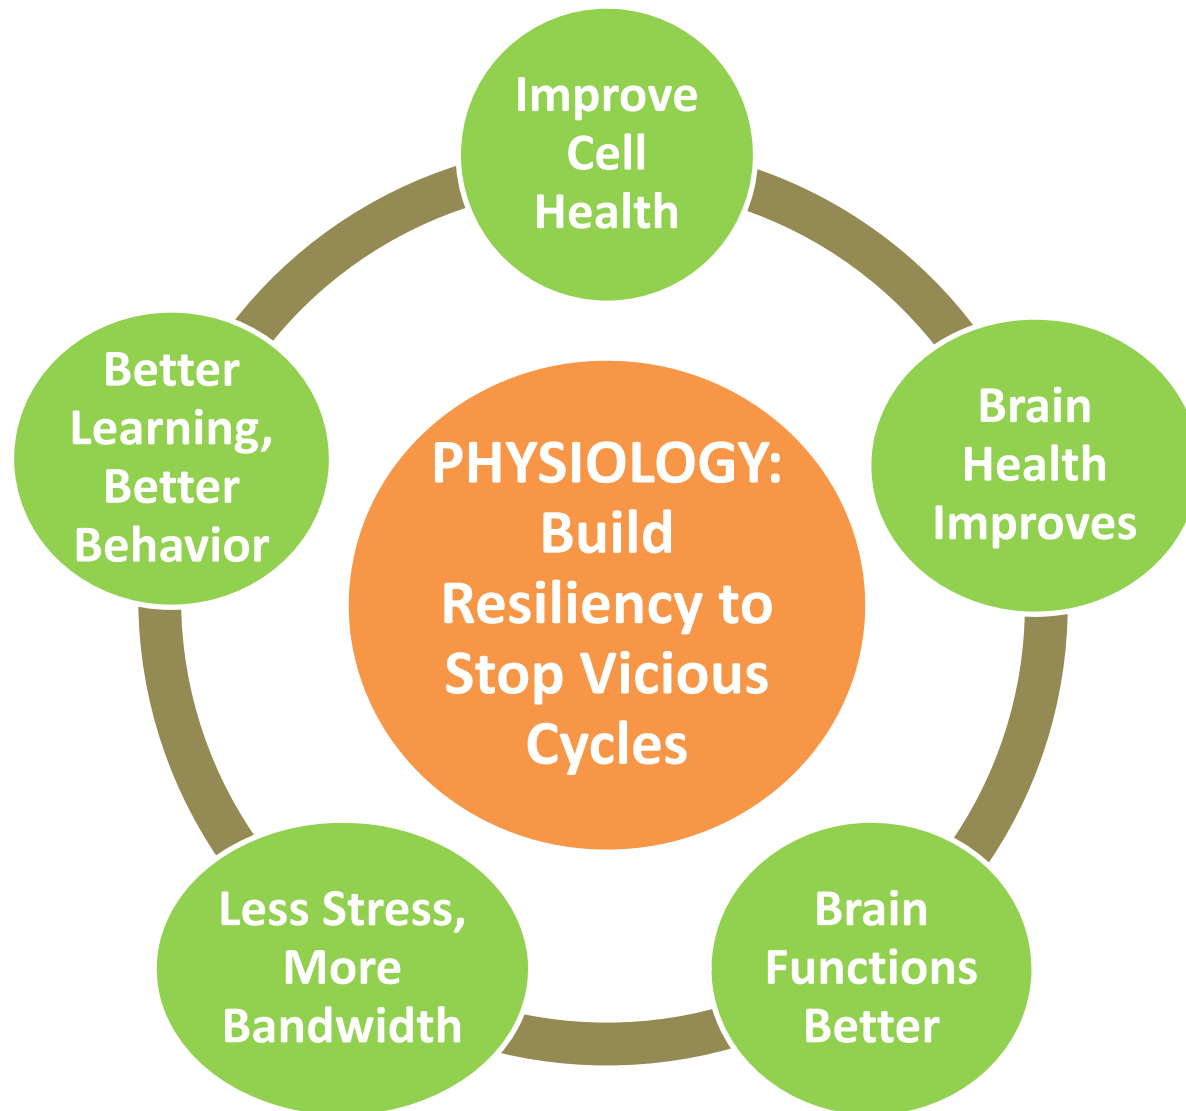 Improve
Cell
Health
Brain
Health
Improves
Brain
Functions
Better
Less Stress,
More
Bandwidth
Better
Learning,
Better
Behavior
PHYSIOLOGY:
Build
Resiliency to
Stop Vicious
Cycles